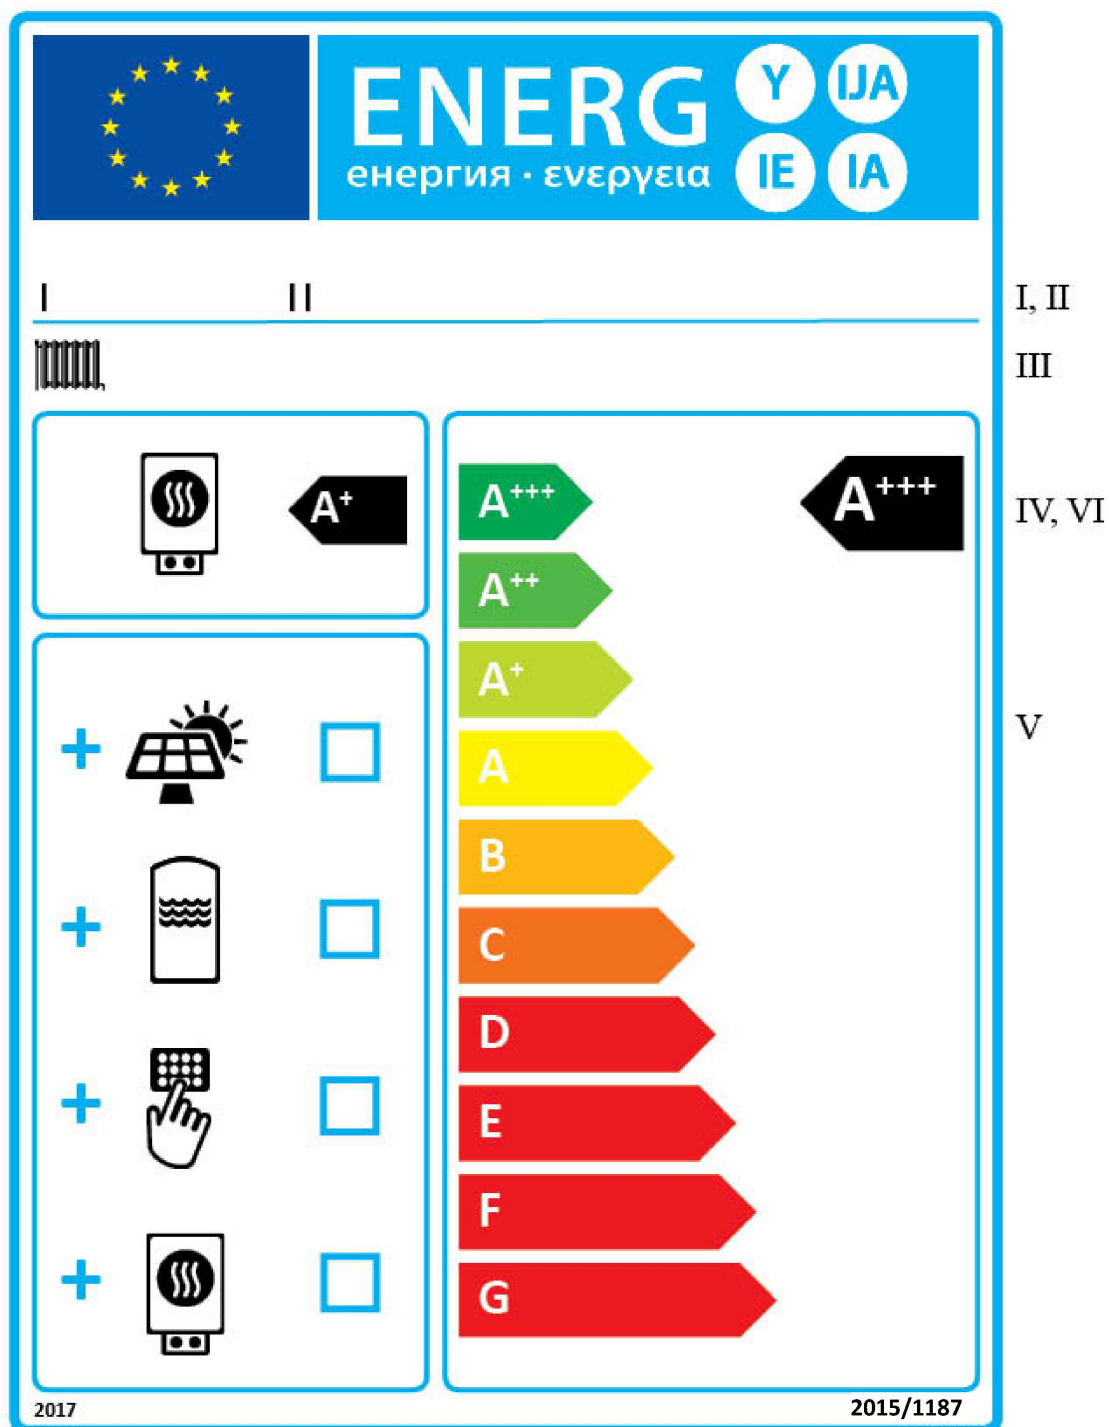 ENERG Y IJA
енергия · ενεργεια IE IA
I II I, II
III
A⁺ A⁺⁺⁺ A⁺⁺⁺ IV, VI
A⁺⁺
A⁺
V
A
B
C
D
E
F
G
2017 2015/1187